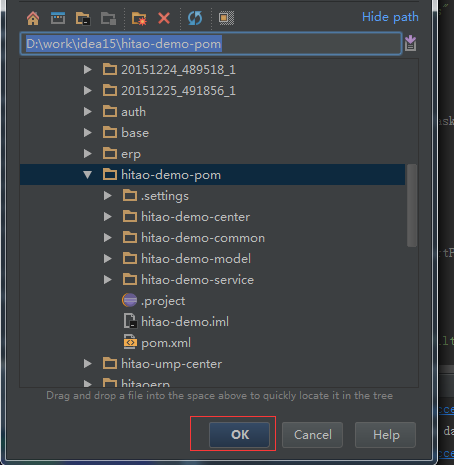 Hide path
D:\work\idea15\hitao-demo-pom
20151224_489518_1
20151225_491856_1
auth
base
erp
hitao-demo-pom
.settings
hitao-demo-center
hitao-demo-common
hitao-demo-model
hitao-demo-service
.project
hitao-demo.iml
pom.xml
hitao-ump-center
hitaoerp
Drag and drop a file into the space above to quickly locate it in the tree
OK Cancel Help